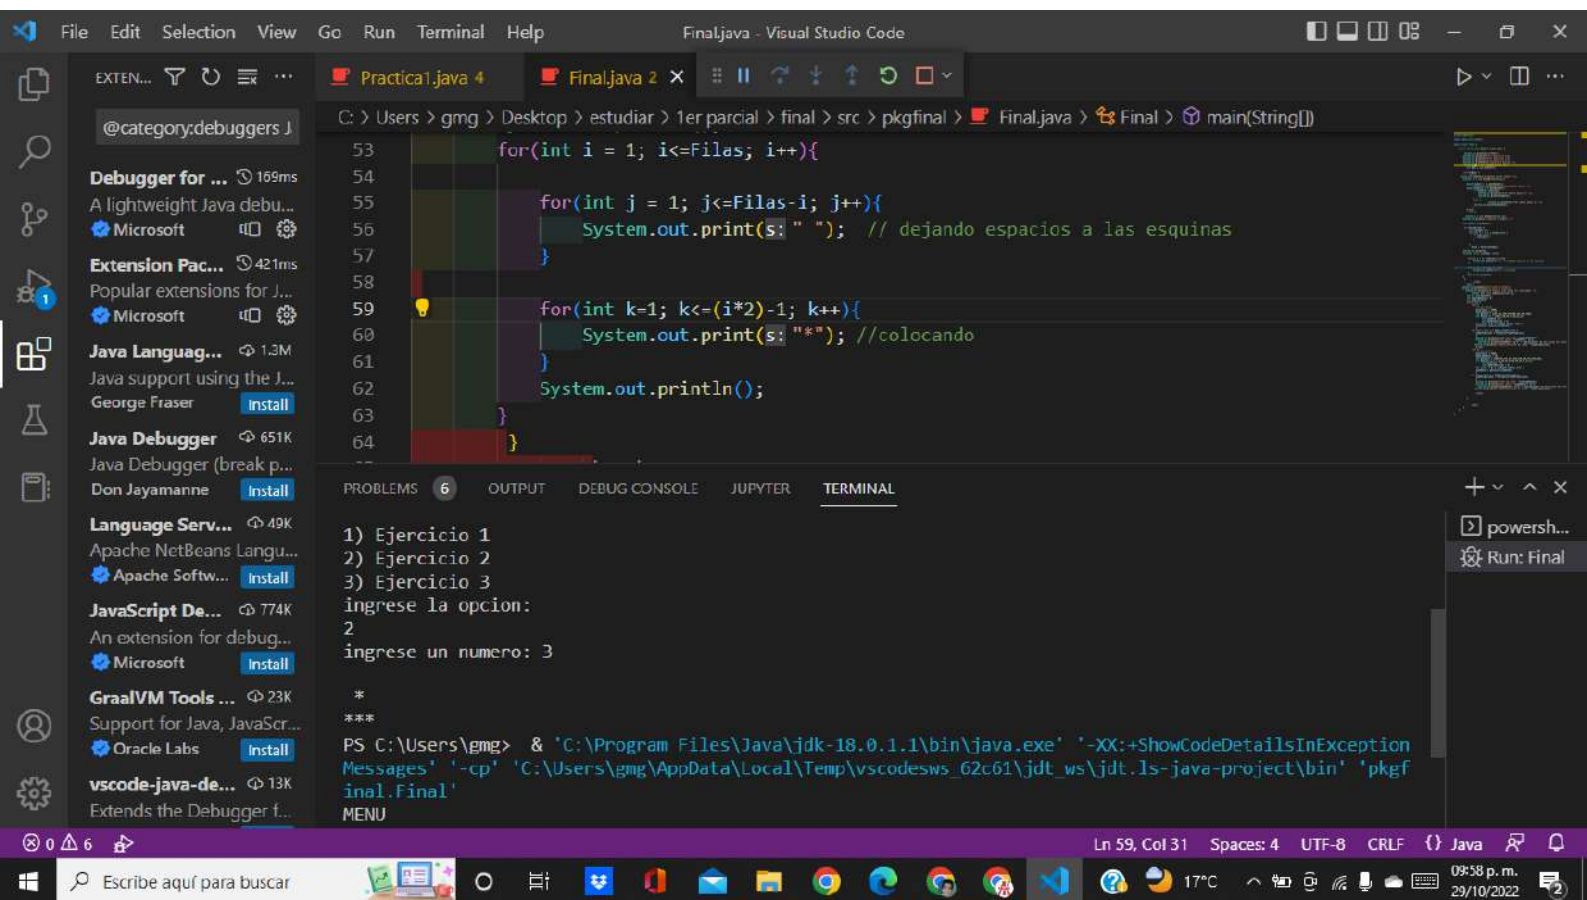 File Edit Selection View Go Run Terminal Help Final.java - Visual Studio Code
EXTEN...
Practica1.java 4 Final.java 2
@category:debuggers J
C: > Users > gmg > Desktop > estudiar > 1er parcial > final > src > pkgfinal > Final.java > Final > main(String[])
Debugger for ... 169ms
A lightweight Java debu...
Microsoft
Extension Pac... 421ms
Popular extensions for J...
Microsoft
Java Languag... 1.3M
Java support using the J...
George Fraser Install
Java Debugger 651K
Java Debugger (break p...
Don Jayamanne Install
Language Serv... 49K
Apache NetBeans Langu...
Apache Softw... Install
JavaScript De... 774K
An extension for debug...
Microsoft Install
GraalVM Tools ... 23K
Support for Java, JavaScr...
Oracle Labs Install
vscode-java-de... 13K
Extends the Debugger f...
1
53 for(int i = 1; i<=Filas; i++){
54
55 for(int j = 1; j<=Filas-i; j++){
56 System.out.print(s: " "); // dejando espacios a las esquinas
57 }
58
59 for(int k=1; k<=(i*2)-1; k++){
60 System.out.print(s: "*"); //colocando
61 }
62 System.out.println();
63 }
64 }
PROBLEMS 6 OUTPUT DEBUG CONSOLE JUPYTER TERMINAL
1) Ejercicio 1
2) Ejercicio 2
3) Ejercicio 3
ingrese la opcion:
2
ingrese un numero: 3
*
***
PS C:\Users\gmg> & 'C:\Program Files\Java\jdk-18.0.1.1\bin\java.exe' '-XX:+ShowCodeDetailsInException
Messages' '-cp' 'C:\Users\gmg\AppData\Local\Temp\vscodesws_62c61\jdt_ws\jdt.ls-java-project\bin' 'pkgf
inal.Final'
MENU
powersh...
Run: Final
0 6 Ln 59, Col 31 Spaces: 4 UTF-8 CRLF {} Java
Escribe aquí para buscar 17°C 09:58 p. m.
29/10/2022
2